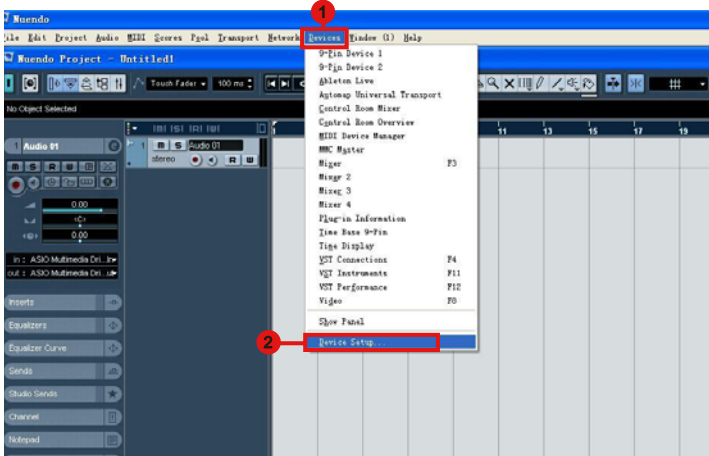 1
Nuendo
File Edit Project Audio MIDI Scores Pool Transport Network Devices Window (1) Help
Nuendo Project - Untitled1
Touch Fader 100 ms
No Object Selected
9-Pin Device 1
9-Pin Device 2
Ableton Live
Automap Universal Transport
Control Room Mixer
Control Room Overview
MIDI Device Manager
MMC Master
Mixer F3
Mixer 2
Mixer 3
Mixer 4
Plug-in Information
Time Base 9-Pin
Time Display
VST Connections F4
VST Instruments F11
VST Performance F12
Video F8
Show Panel
2
Device Setup...
11 13 15 17 19
1 Audio 01
m S R W
0.00
<C>
0.00
in : ASIO Multimedia Dri...
out : ASIO Multimedia Dri...
Inserts
Equalizers
Equalizer Curve
Sends
Studio Sends
Channel
Notepad
1 m S Audio 01
stereo R W